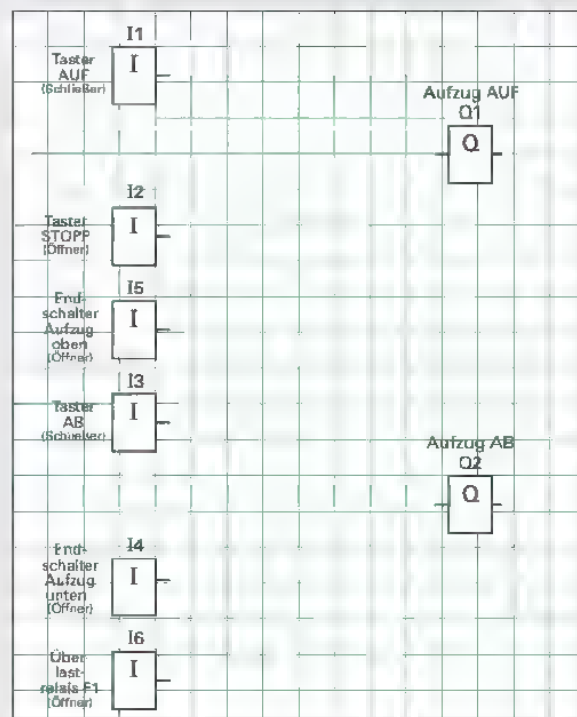 I1
Taster
AUF
(Schließer)
I
Aufzug AUF
Q1
Q
I2
Taster
STOPP
(Öffner)
I
I5
End-
schalter
Aufzug
oben
(Öffner)
I
I3
Taster
AB
(Schließer)
I
Aufzug AB
Q2
Q
I4
End-
schalter
Aufzug
unten
(Öffner)
I
I6
Über-
last-
relais F1
(Öffner)
I